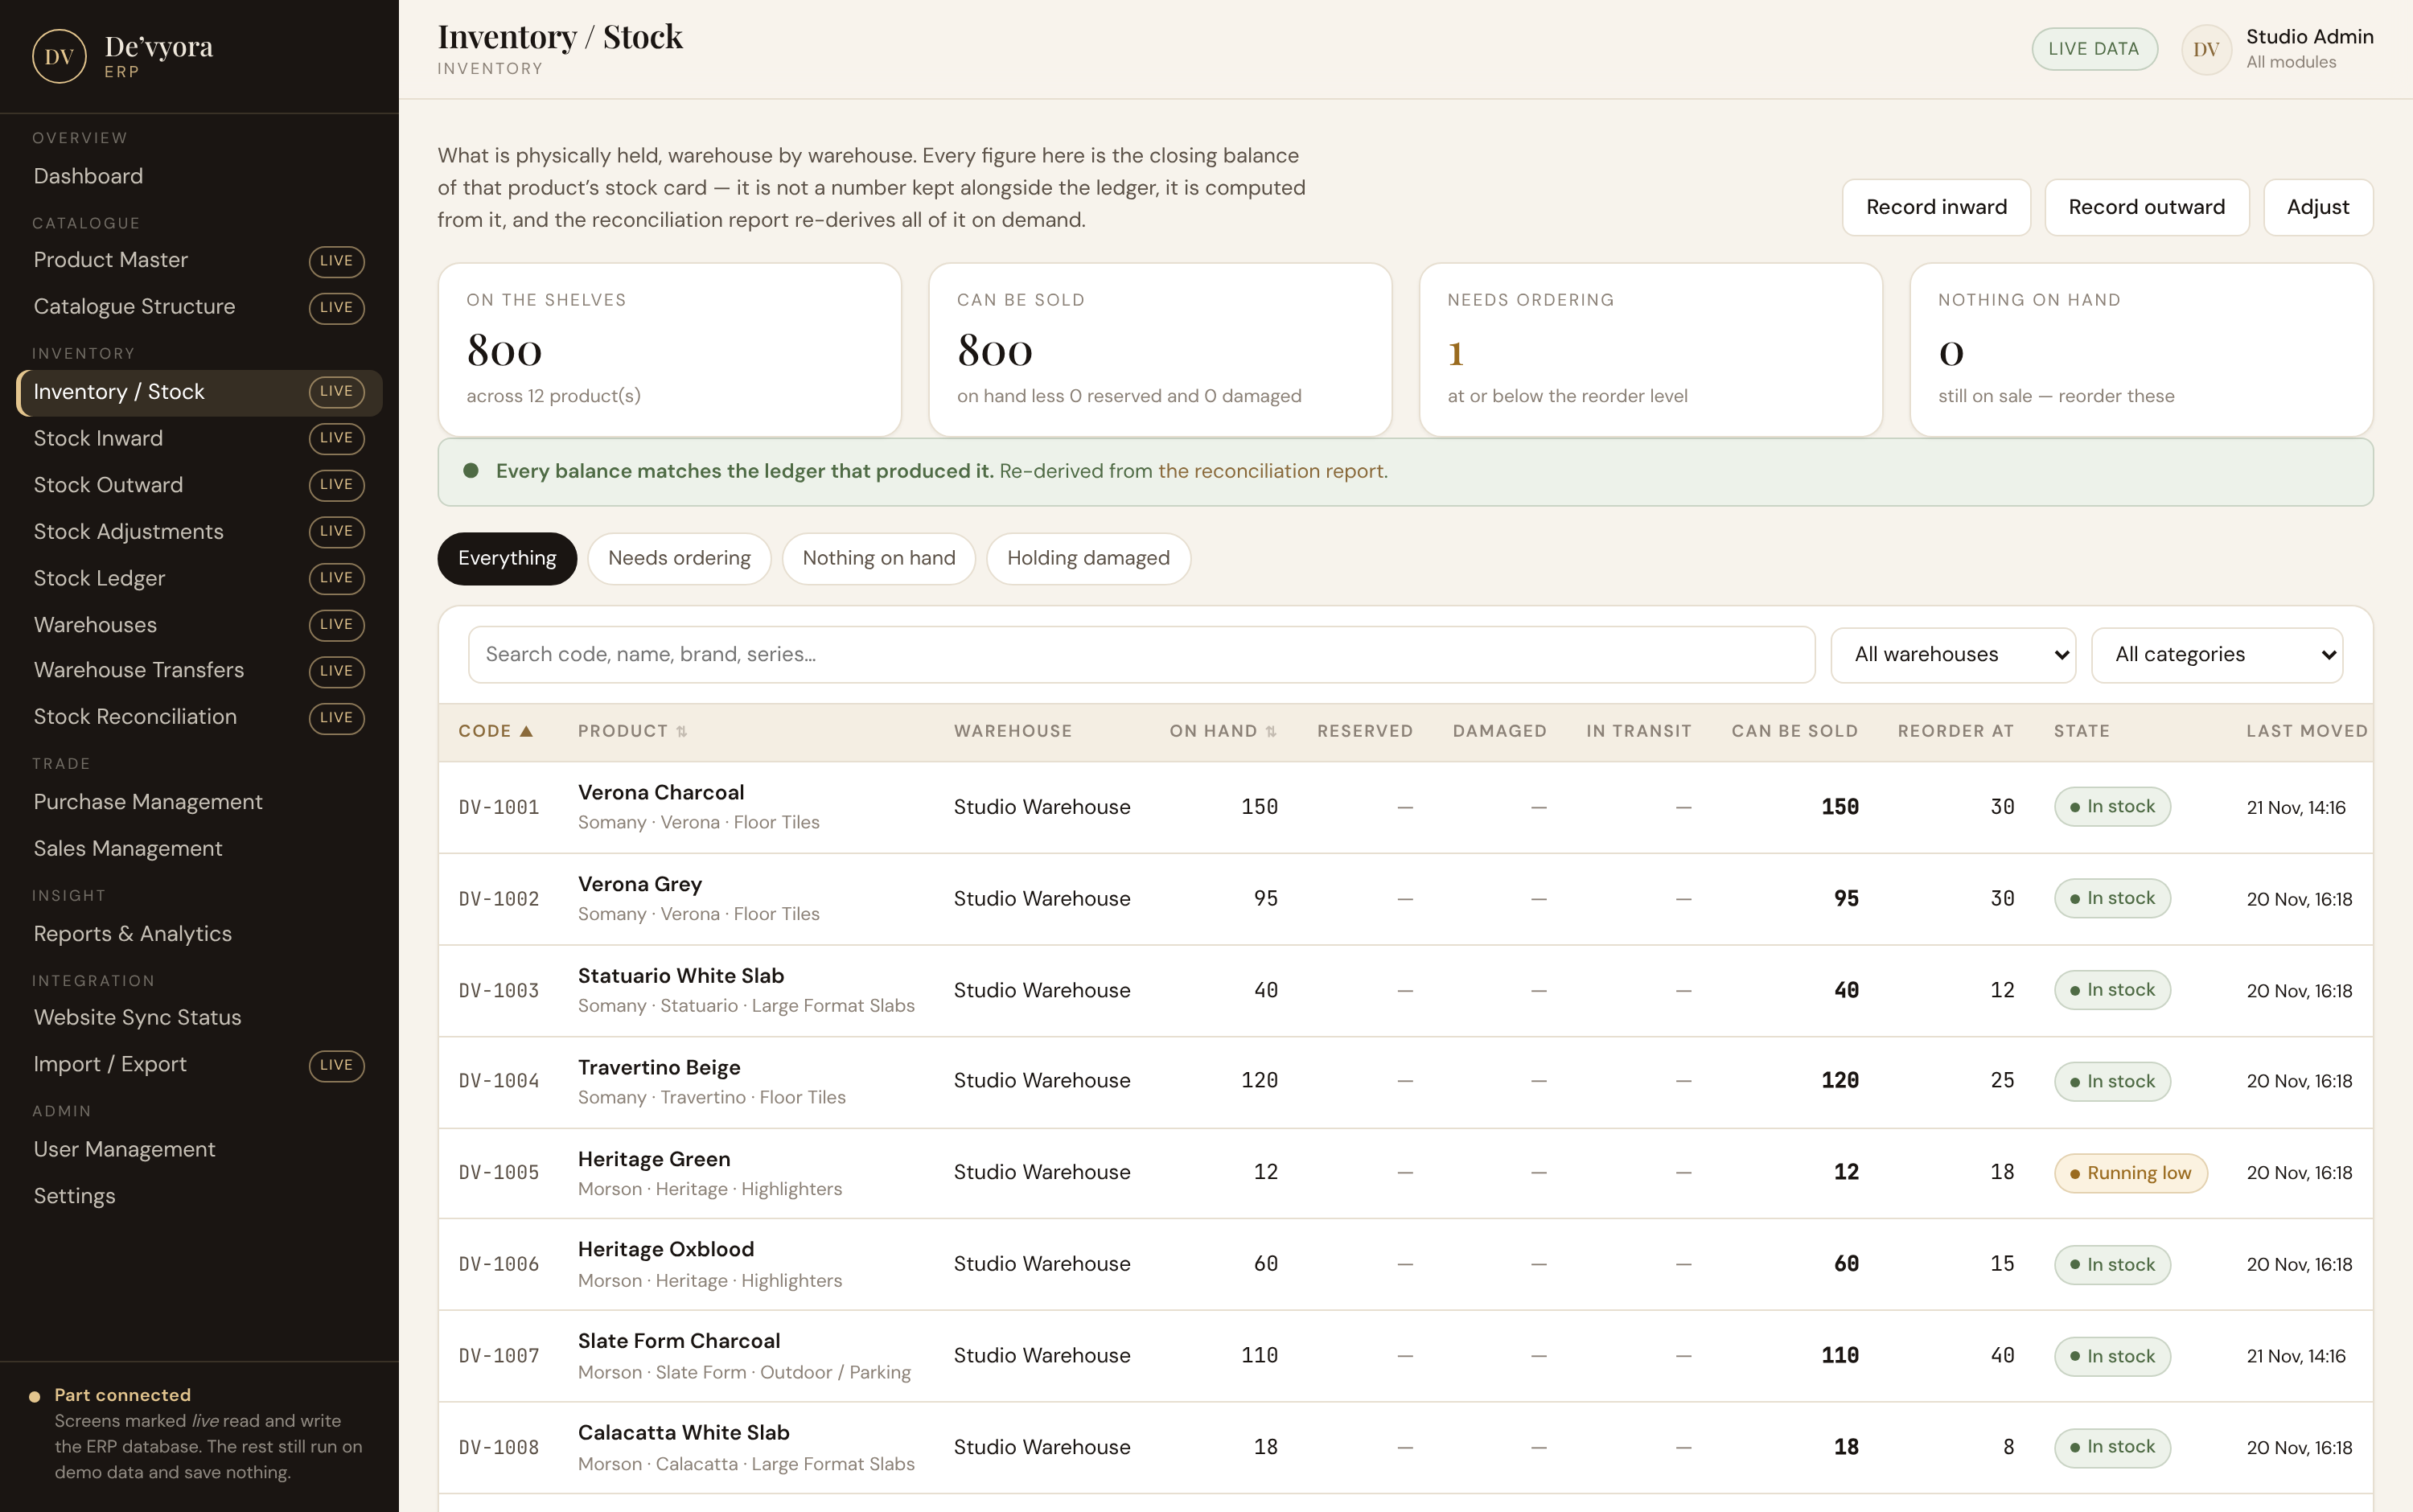 DV
De’vyora
ERP
OVERVIEW
Dashboard
CATALOGUE
Product Master LIVE
Catalogue Structure LIVE
INVENTORY
Inventory / Stock LIVE
Stock Inward LIVE
Stock Outward LIVE
Stock Adjustments LIVE
Stock Ledger LIVE
Warehouses LIVE
Warehouse Transfers LIVE
Stock Reconciliation LIVE
TRADE
Purchase Management
Sales Management
INSIGHT
Reports & Analytics
INTEGRATION
Website Sync Status
Import / Export LIVE
ADMIN
User Management
Settings
Part connected
Screens marked live read and write
the ERP database. The rest still run on
demo data and save nothing.
Inventory / Stock
INVENTORY
LIVE DATA
DV
Studio Admin
All modules
What is physically held, warehouse by warehouse. Every figure here is the closing balance
of that product’s stock card — it is not a number kept alongside the ledger, it is computed
from it, and the reconciliation report re-derives all of it on demand.
Record inward Record outward Adjust
ON THE SHELVES
800
across 12 product(s)
CAN BE SOLD
800
on hand less 0 reserved and 0 damaged
NEEDS ORDERING
1
at or below the reorder level
NOTHING ON HAND
0
still on sale — reorder these
Every balance matches the ledger that produced it. Re-derived from the reconciliation report.
Everything Needs ordering Nothing on hand Holding damaged
Search code, name, brand, series... All warehouses All categories
CODE ▲ PRODUCT ⇅ WAREHOUSE ON HAND ⇅ RESERVED DAMAGED IN TRANSIT CAN BE SOLD REORDER AT STATE LAST MOVED
DV-1001 Verona Charcoal Studio Warehouse 150 — — — 150 30 In stock 21 Nov, 14:16
Somany · Verona · Floor Tiles
DV-1002 Verona Grey Studio Warehouse 95 — — — 95 30 In stock 20 Nov, 16:18
Somany · Verona · Floor Tiles
DV-1003 Statuario White Slab Studio Warehouse 40 — — — 40 12 In stock 20 Nov, 16:18
Somany · Statuario · Large Format Slabs
DV-1004 Travertino Beige Studio Warehouse 120 — — — 120 25 In stock 20 Nov, 16:18
Somany · Travertino · Floor Tiles
DV-1005 Heritage Green Studio Warehouse 12 — — — 12 18 Running low 20 Nov, 16:18
Morson · Heritage · Highlighters
DV-1006 Heritage Oxblood Studio Warehouse 60 — — — 60 15 In stock 20 Nov, 16:18
Morson · Heritage · Highlighters
DV-1007 Slate Form Charcoal Studio Warehouse 110 — — — 110 40 In stock 21 Nov, 14:16
Morson · Slate Form · Outdoor / Parking
DV-1008 Calacatta White Slab Studio Warehouse 18 — — — 18 8 In stock 20 Nov, 16:18
Morson · Calacatta · Large Format Slabs